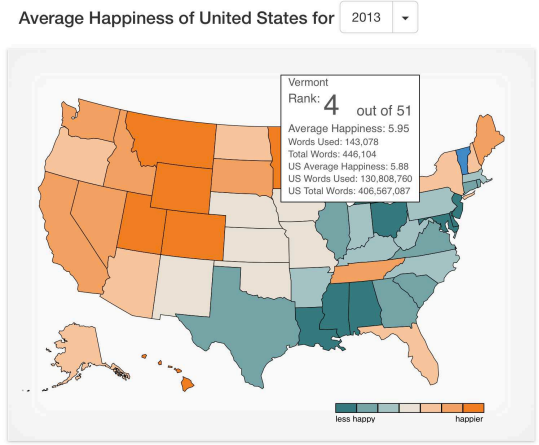 Average Happiness of United States for 2013
Vermont
Rank: 4 out of 51
Average Happiness: 5.95
Words Used: 143,078
Total Words: 446,104
US Average Happiness: 5.88
US Words Used: 130,808,760
US Total Words: 406,567,087
less happy happier